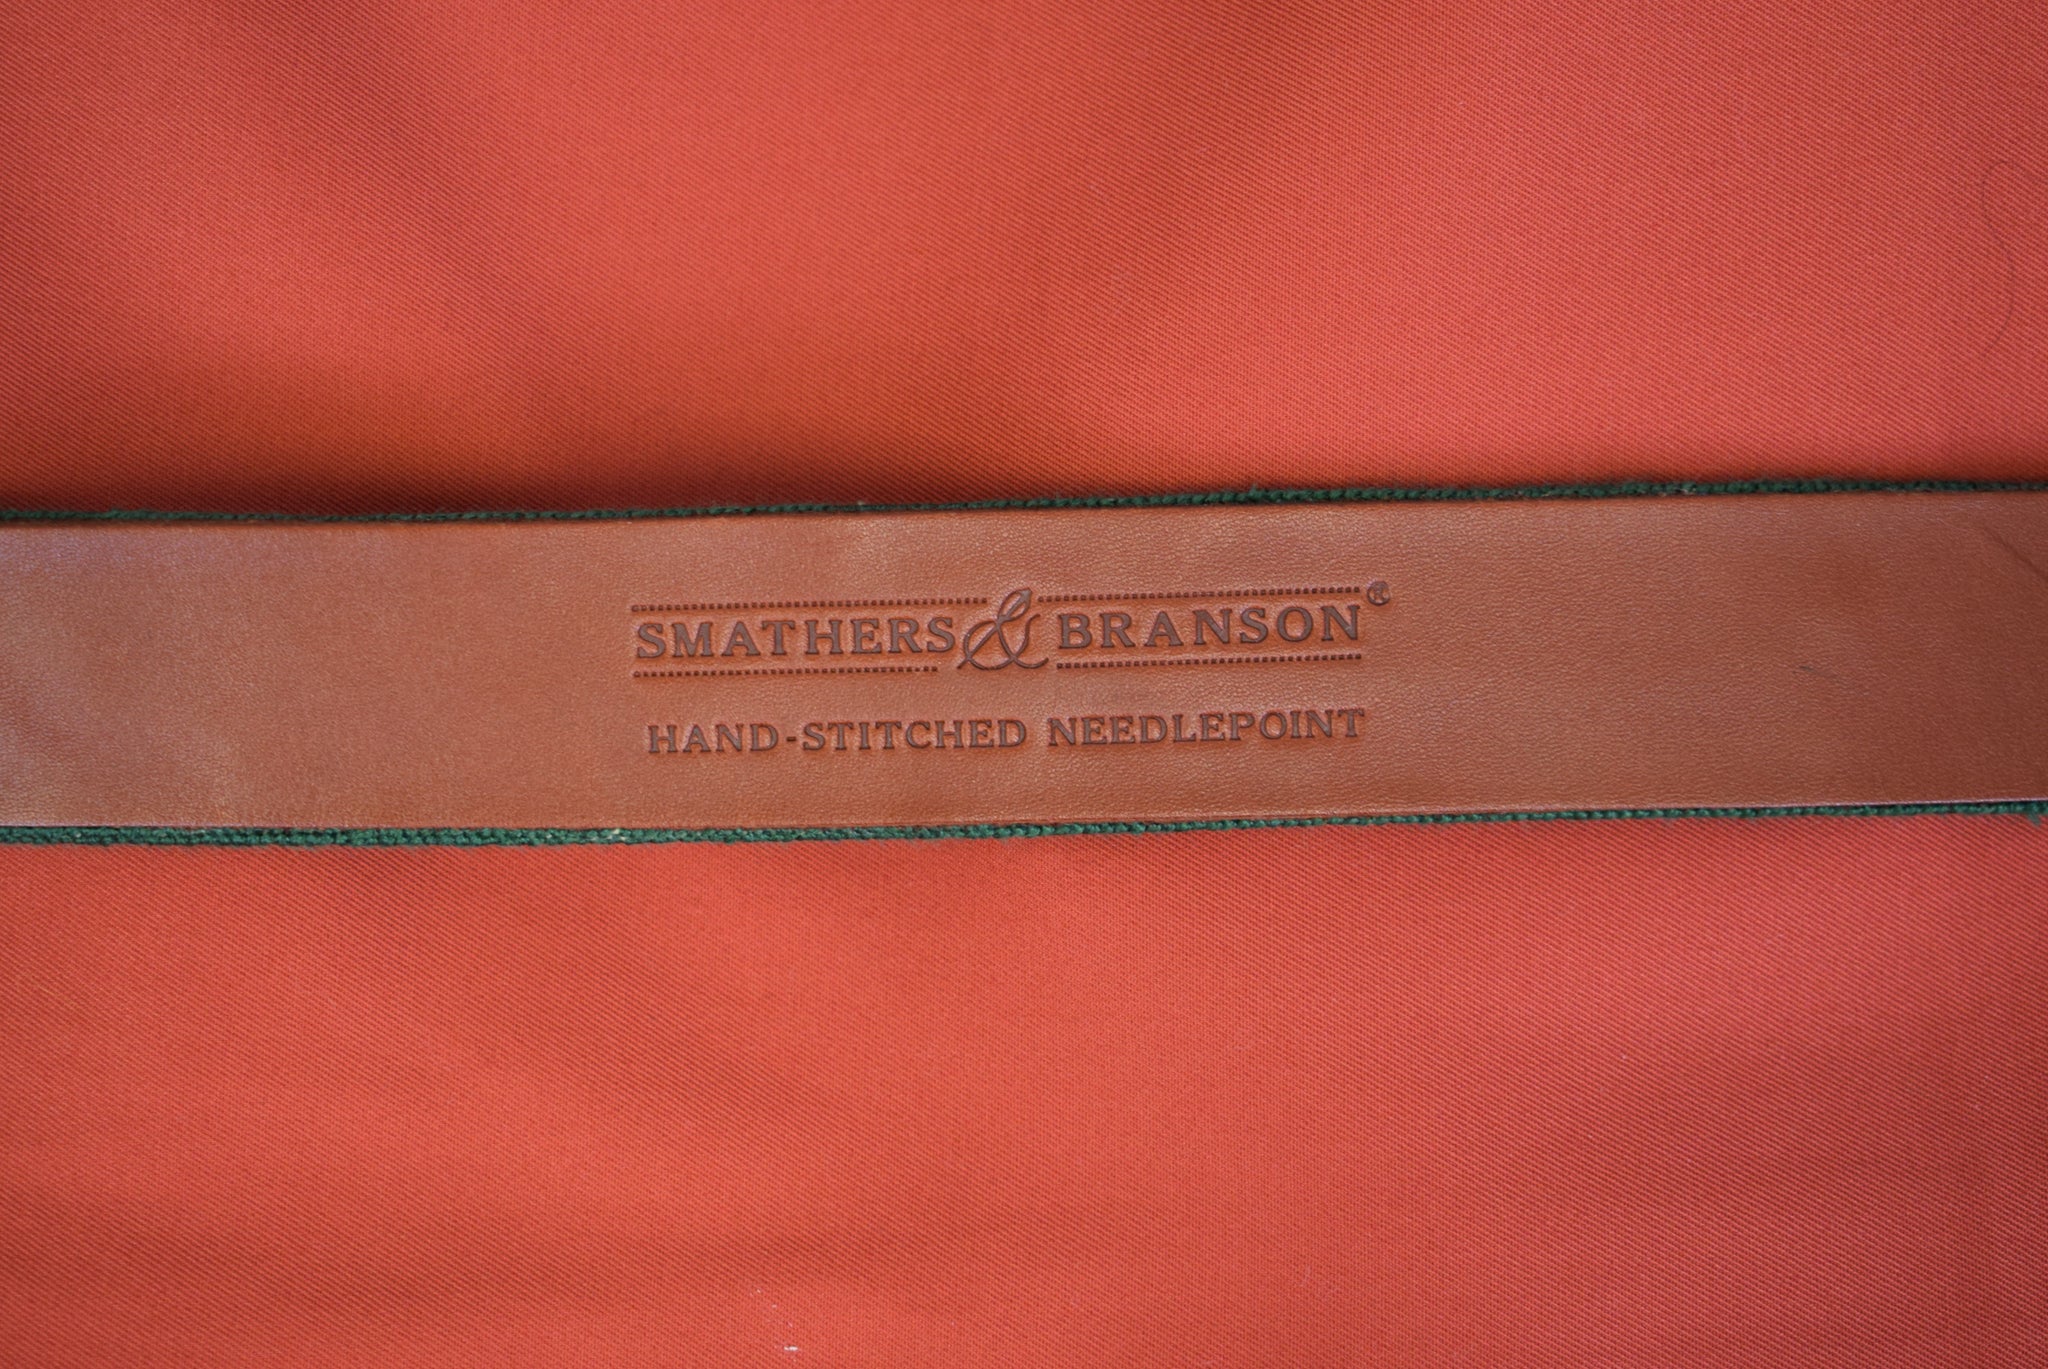 SMATHERS & BRANSON®
HAND-STITCHED NEEDLEPOINT